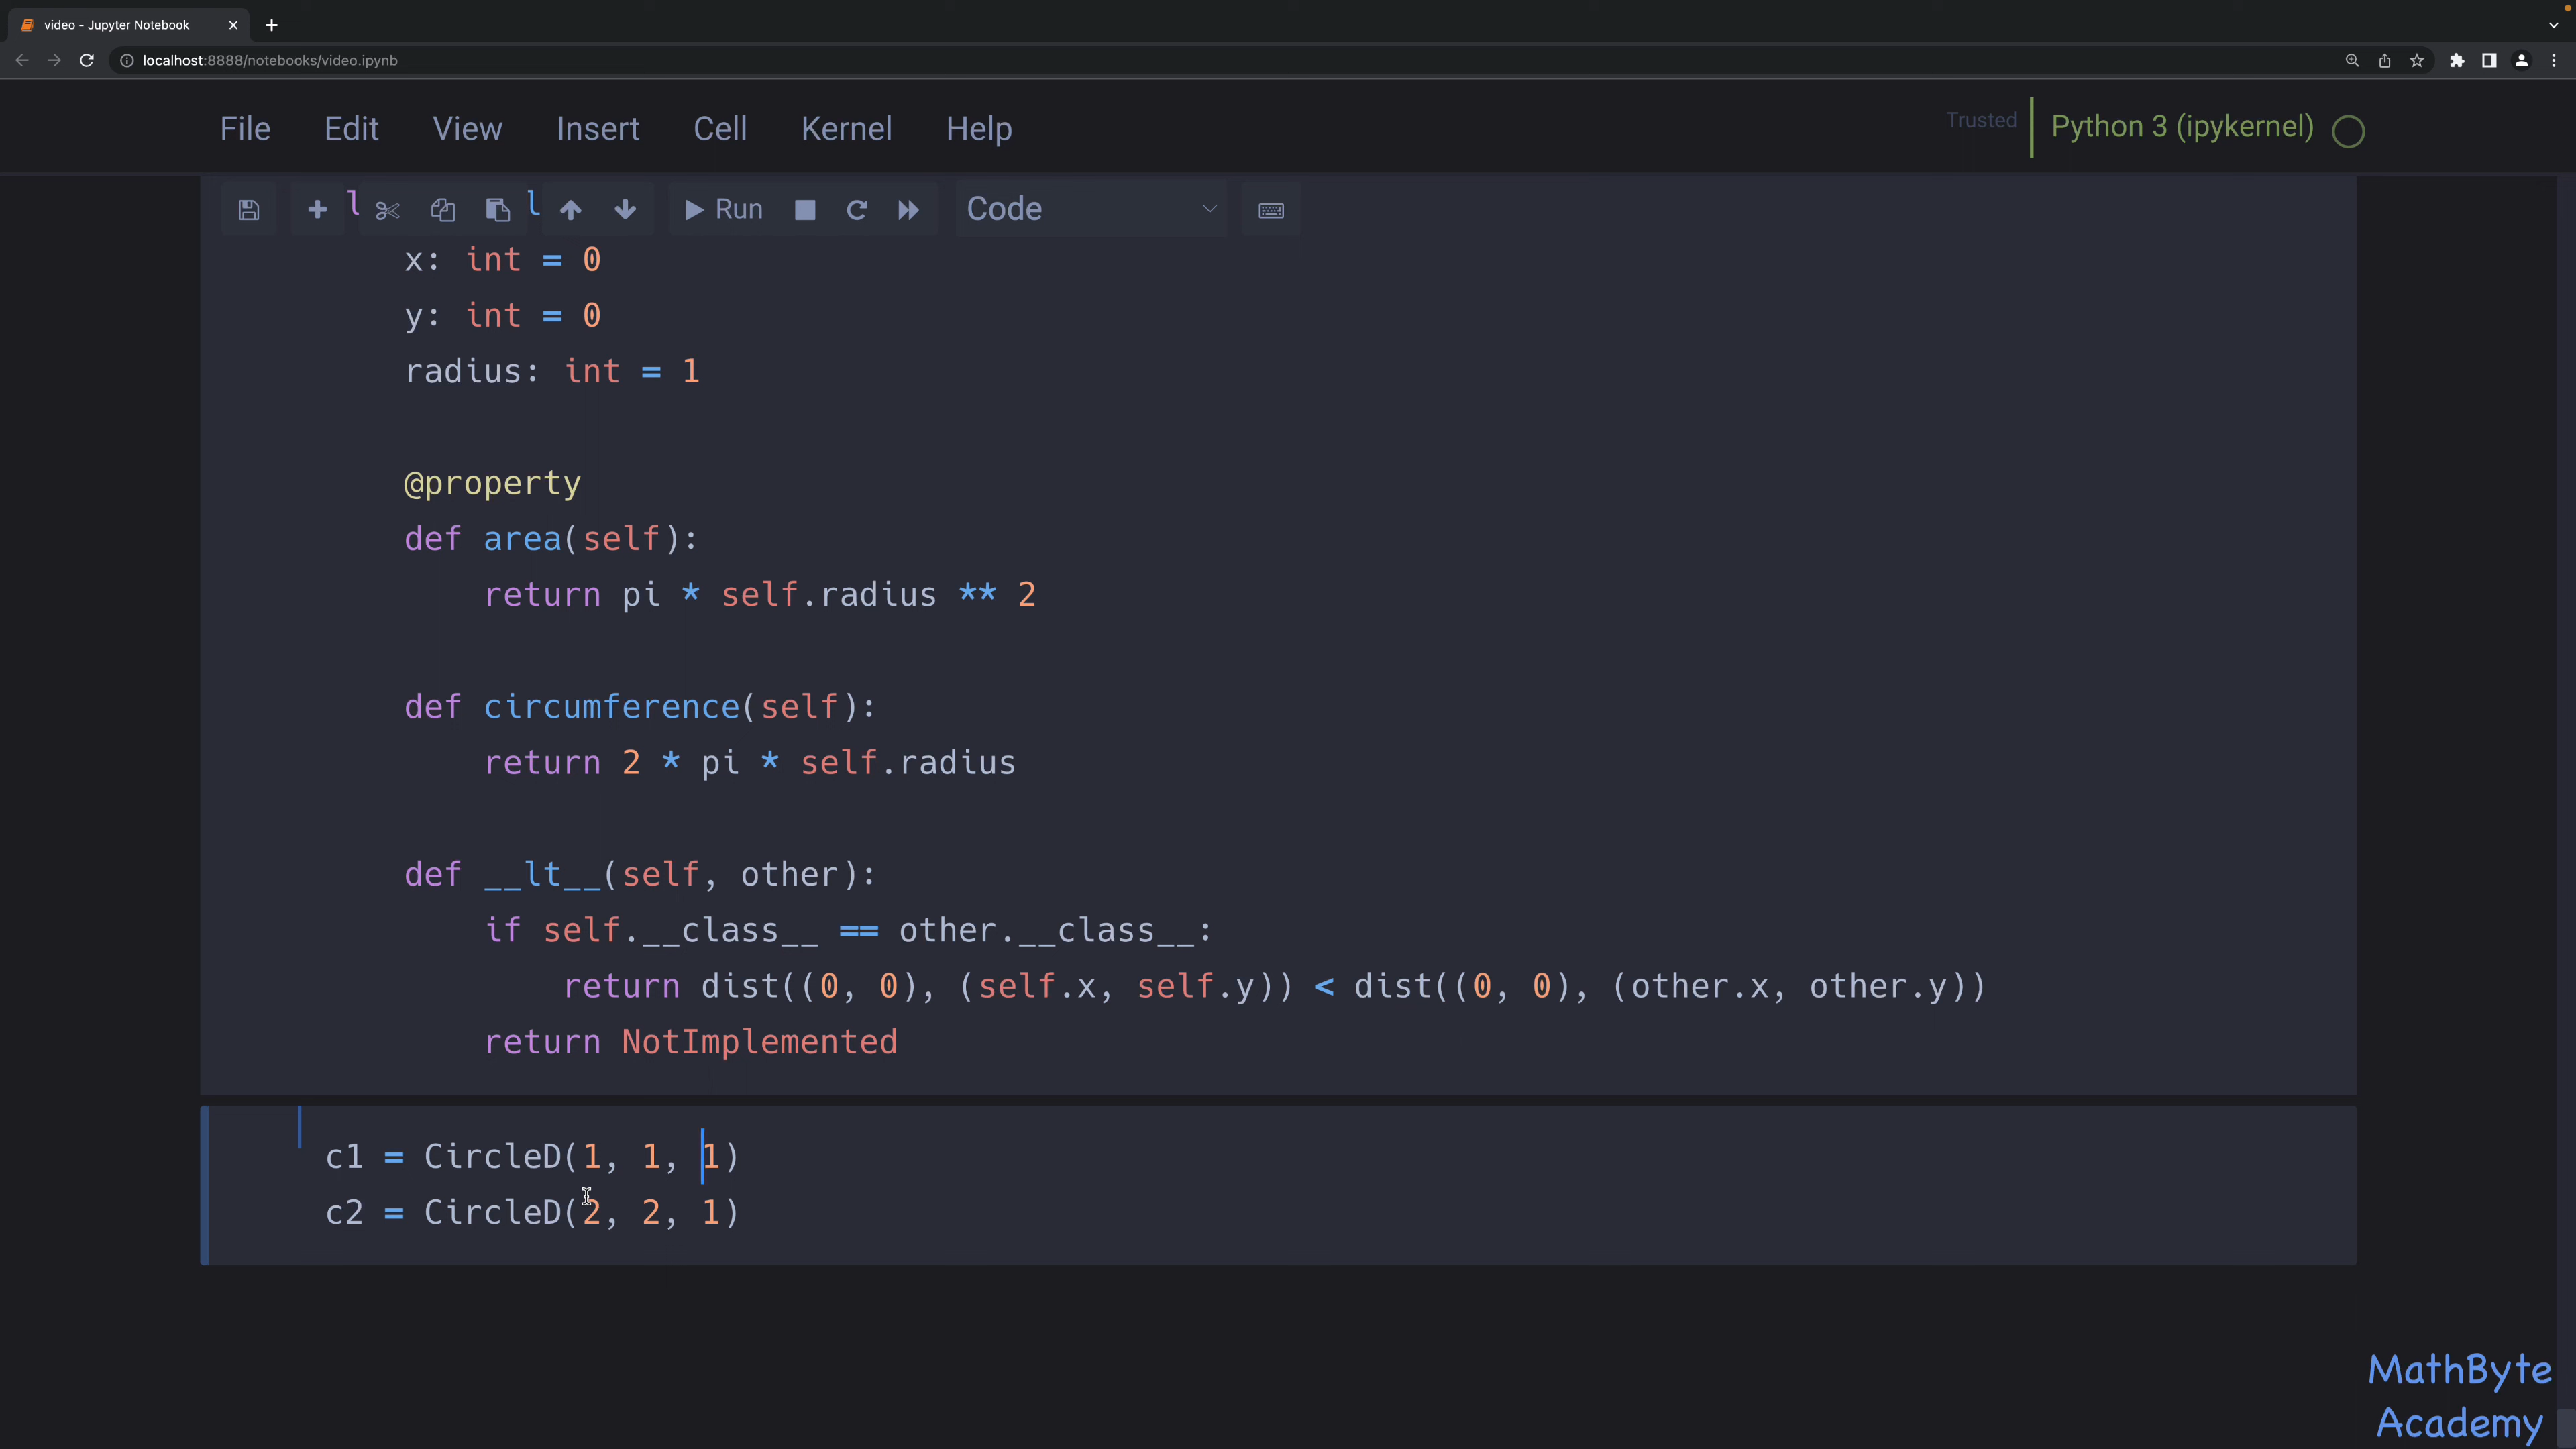 video - Jupyter Notebook
localhost:8888/notebooks/video.ipynb
File Edit View Insert Cell Kernel Help
Trusted Python 3 (ipykernel)
Run Code
x: int = 0
y: int = 0
radius: int = 1
@property
def area(self):
return pi * self.radius ** 2
def circumference(self):
return 2 * pi * self.radius
def __lt__(self, other):
if self.__class__ == other.__class__:
return dist((0, 0), (self.x, self.y)) < dist((0, 0), (other.x, other.y))
return NotImplemented
c1 = CircleD(1, 1, 1)
c2 = CircleD(2, 2, 1)
MathByte
Academy